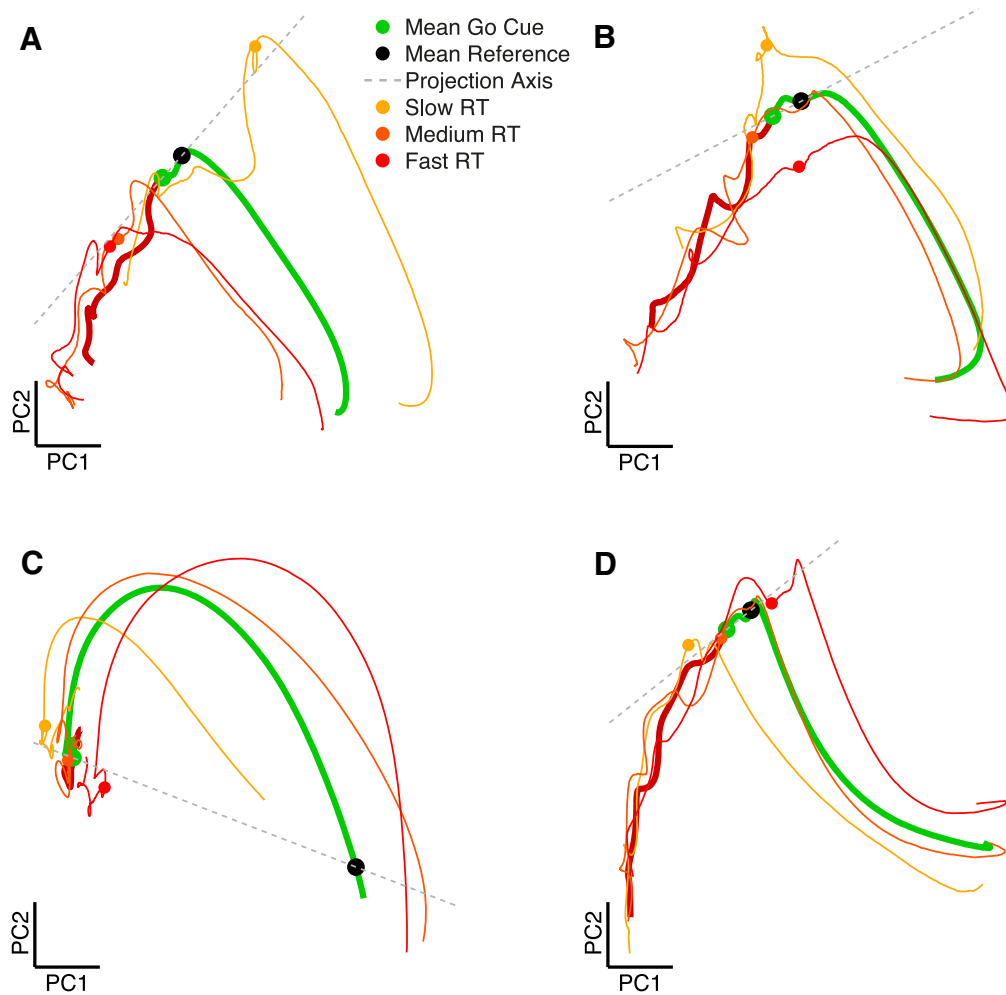 A
Mean Go Cue
Mean Reference
Projection Axis
Slow RT
Medium RT
Fast RT
B
PC2
PC1
PC2
PC1
C
D
PC2
PC1
PC2
PC1